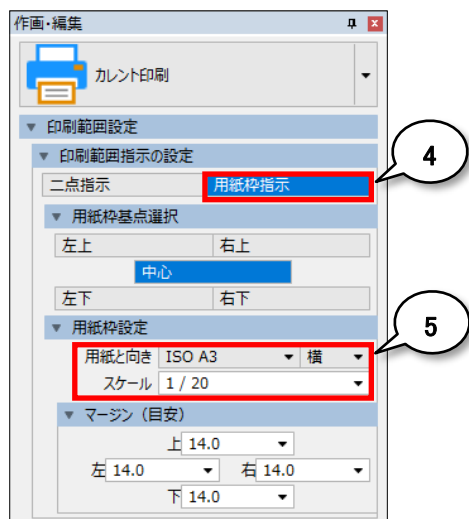 作画・編集
カレント印刷
印刷範囲設定
印刷範囲指示の設定
二点指示 用紙枠指示
4
用紙枠基点選択
左上 右上
中心
左下 右下
用紙枠設定
5
用紙と向き ISO A3 横
スケール 1 / 20
マージン（目安）
上 14.0
左 14.0 右 14.0
下 14.0